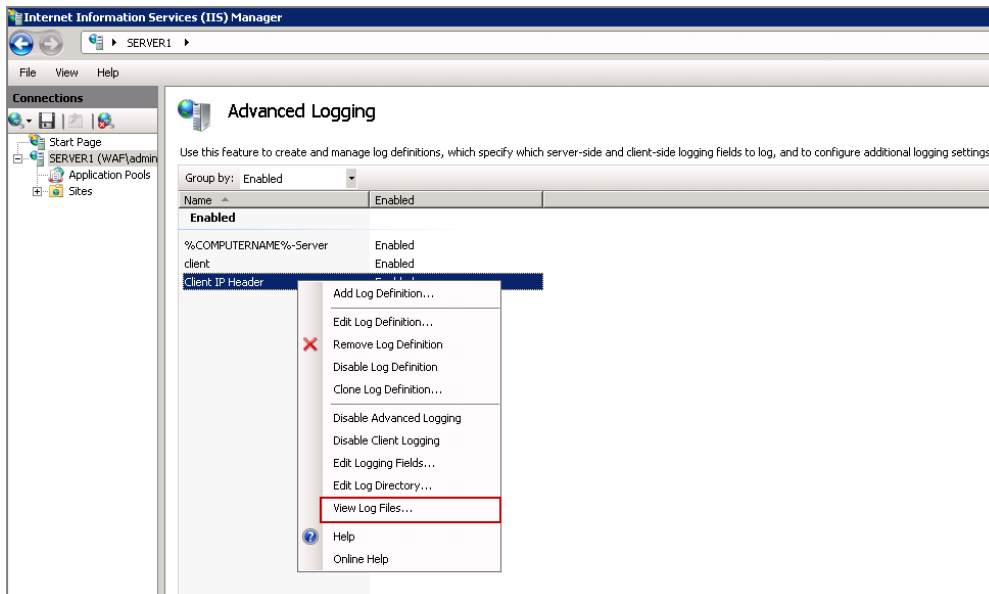 Internet Information Services (IIS) Manager
SERVER1
File View Help
Connections
Start Page
SERVER1 (WAF\admin
Application Pools
Sites
Advanced Logging
Use this feature to create and manage log definitions, which specify which server-side and client-side logging fields to log, and to configure additional logging settings
Group by: Enabled
Name Enabled
Enabled
%COMPUTERNAME%-Server Enabled
client Enabled
Client IP Header Enabled
Add Log Definition...
Edit Log Definition...
Remove Log Definition
Disable Log Definition
Clone Log Definition...
Disable Advanced Logging
Disable Client Logging
Edit Logging Fields...
Edit Log Directory...
View Log Files...
Help
Online Help